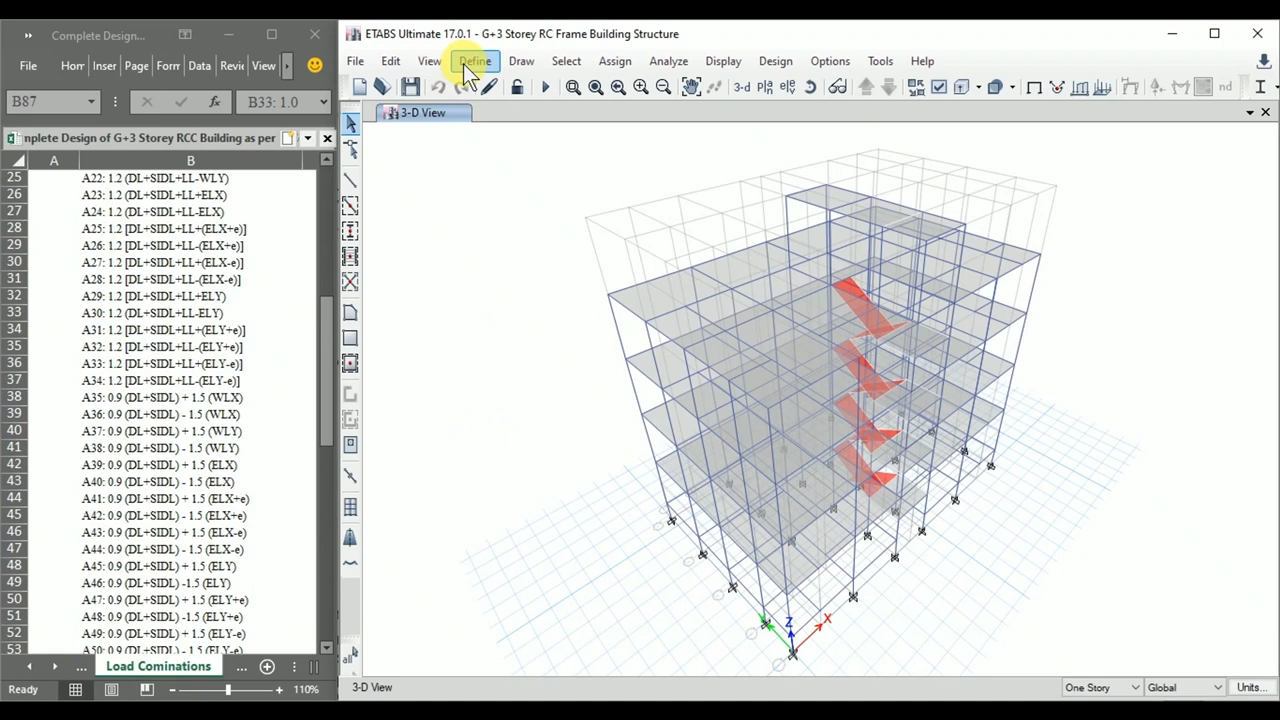 Complete Design...
File Horr Inser Page Forr Data Revie View
B87 B33: 1.0
nplete Design of G+3 Storey RCC Building as per
A B
25 A22: 1.2 (DL+SIDL+LL-WLY)
26 A23: 1.2 (DL+SIDL+LL+ELX)
27 A24: 1.2 (DL+SIDL+LL-ELX)
28 A25: 1.2 [DL+SIDL+LL+(ELX+e)]
29 A26: 1.2 [DL+SIDL+LL-(ELX+e)]
30 A27: 1.2 [DL+SIDL+LL+(ELX-e)]
31 A28: 1.2 [DL+SIDL+LL-(ELX-e)]
32 A29: 1.2 (DL+SIDL+LL+ELY)
33 A30: 1.2 (DL+SIDL+LL-ELY)
34 A31: 1.2 [DL+SIDL+LL+(ELY+e)]
35 A32: 1.2 [DL+SIDL+LL-(ELY+e)]
36 A33: 1.2 [DL+SIDL+LL+(ELY-e)]
37 A34: 1.2 [DL+SIDL+LL-(ELY-e)]
38 A35: 0.9 (DL+SIDL) + 1.5 (WLX)
39 A36: 0.9 (DL+SIDL) - 1.5 (WLX)
40 A37: 0.9 (DL+SIDL) + 1.5 (WLY)
41 A38: 0.9 (DL+SIDL) - 1.5 (WLY)
42 A39: 0.9 (DL+SIDL) + 1.5 (ELX)
43 A40: 0.9 (DL+SIDL) - 1.5 (ELX)
44 A41: 0.9 (DL+SIDL) + 1.5 (ELX+e)
45 A42: 0.9 (DL+SIDL) - 1.5 (ELX+e)
46 A43: 0.9 (DL+SIDL) + 1.5 (ELX-e)
47 A44: 0.9 (DL+SIDL) - 1.5 (ELX-e)
48 A45: 0.9 (DL+SIDL) + 1.5 (ELY)
49 A46: 0.9 (DL+SIDL) -1.5 (ELY)
50 A47: 0.9 (DL+SIDL) + 1.5 (ELY+e)
51 A48: 0.9 (DL+SIDL) -1.5 (ELY+e)
52 A49: 0.9 (DL+SIDL) + 1.5 (ELY-e)
53 A50: 0.9 (DL+SIDL) - 1.5 (ELY-e)
... Load Cominations ...
Ready 110%
ETABS Ultimate 17.0.1 - G+3 Storey RC Frame Building Structure
File Edit View Define Draw Select Assign Analyze Display Design Options Tools Help
3-d nd
3-D View
Z X
3-D View One Story Global Units...